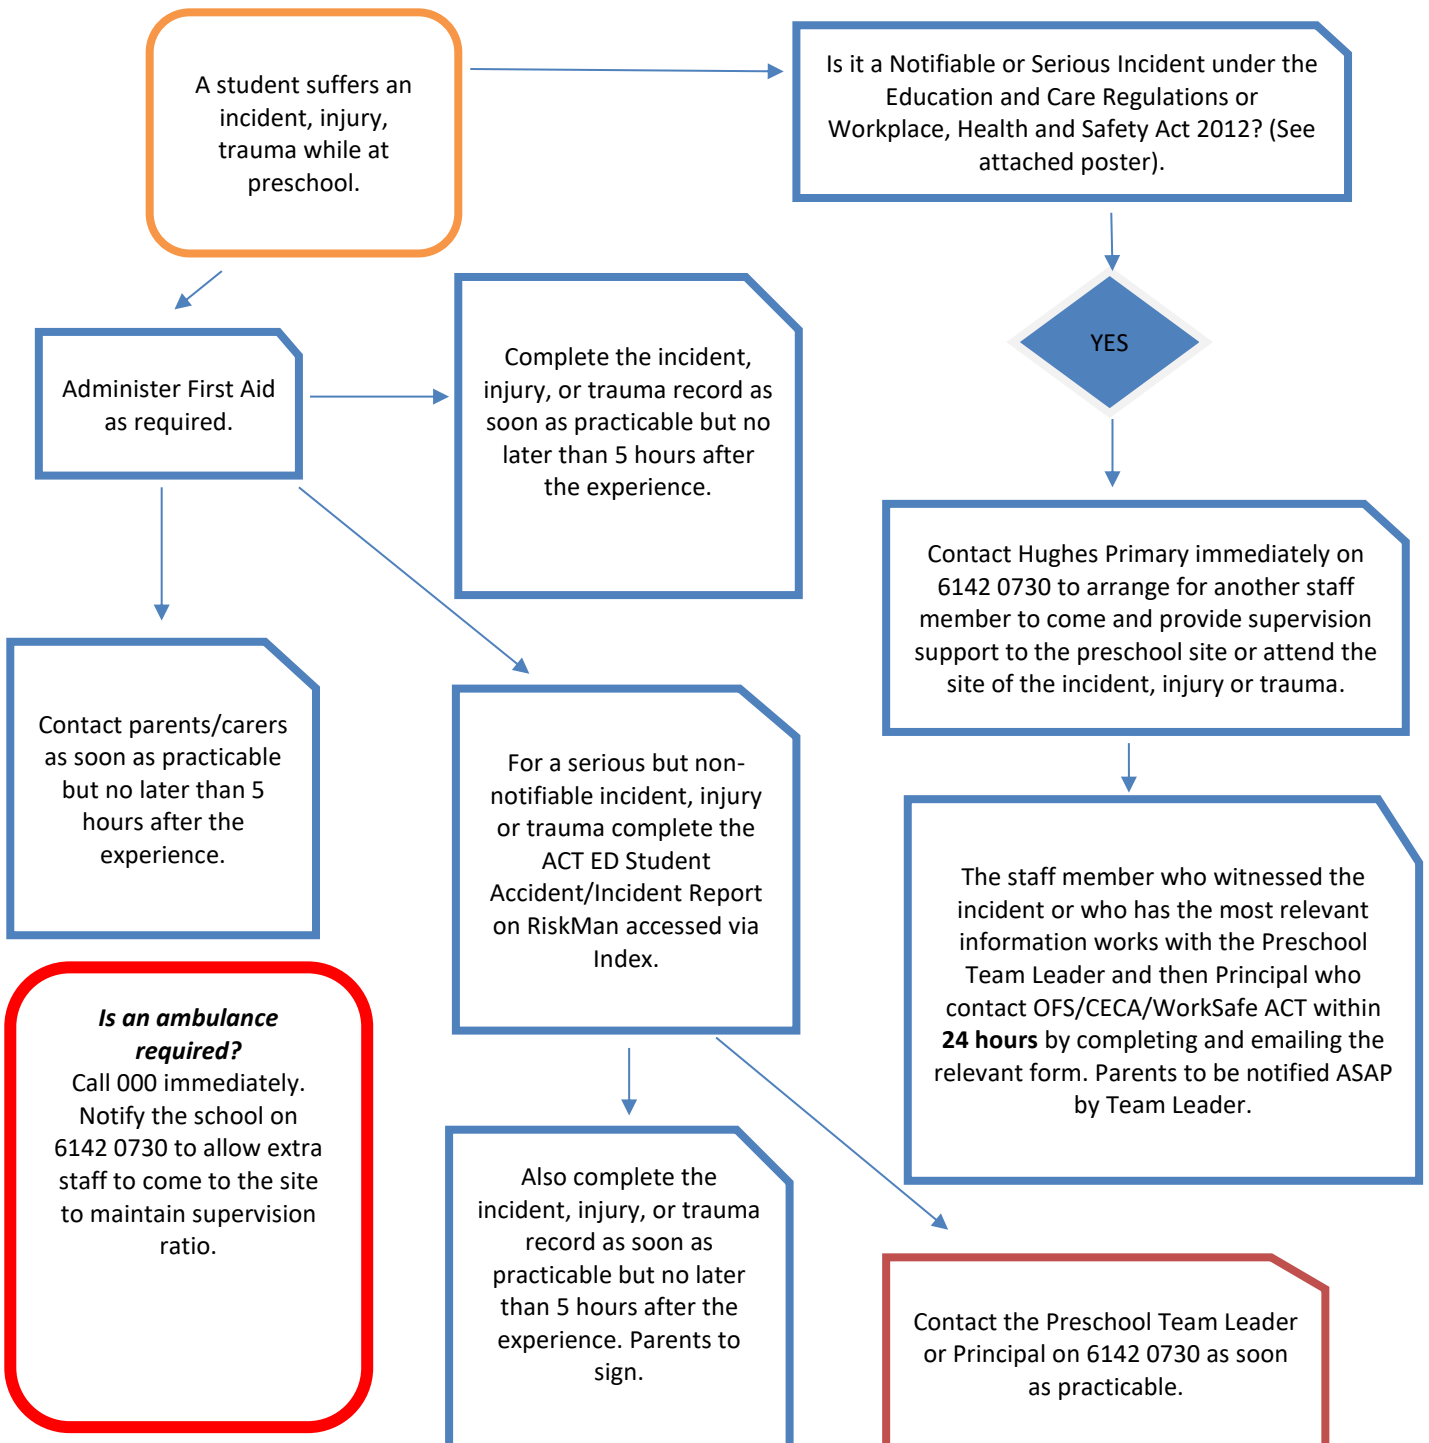 A student suffers an
incident, injury,
trauma while at
preschool.
Is it a Notifiable or Serious Incident under the
Education and Care Regulations or
Workplace, Health and Safety Act 2012? (See
attached poster).
YES
Administer First Aid
as required.
Complete the incident,
injury, or trauma record as
soon as practicable but no
later than 5 hours after
the experience.
Contact Hughes Primary immediately on
6142 0730 to arrange for another staff
member to come and provide supervision
support to the preschool site or attend the
site of the incident, injury or trauma.
Contact parents/carers
as soon as practicable
but no later than 5
hours after the
experience.
For a serious but non-
notifiable incident, injury
or trauma complete the
ACT ED Student
Accident/Incident Report
on RiskMan accessed via
Index.
The staff member who witnessed the
incident or who has the most relevant
information works with the Preschool
Team Leader and then Principal who
contact OFS/CECA/WorkSafe ACT within
24 hours by completing and emailing the
relevant form. Parents to be notified ASAP
by Team Leader.
Is an ambulance
required?
Call 000 immediately.
Notify the school on
6142 0730 to allow extra
staff to come to the site
to maintain supervision
ratio.
Also complete the
incident, injury, or trauma
record as soon as
practicable but no later
than 5 hours after the
experience. Parents to
sign.
Contact the Preschool Team Leader
or Principal on 6142 0730 as soon
as practicable.